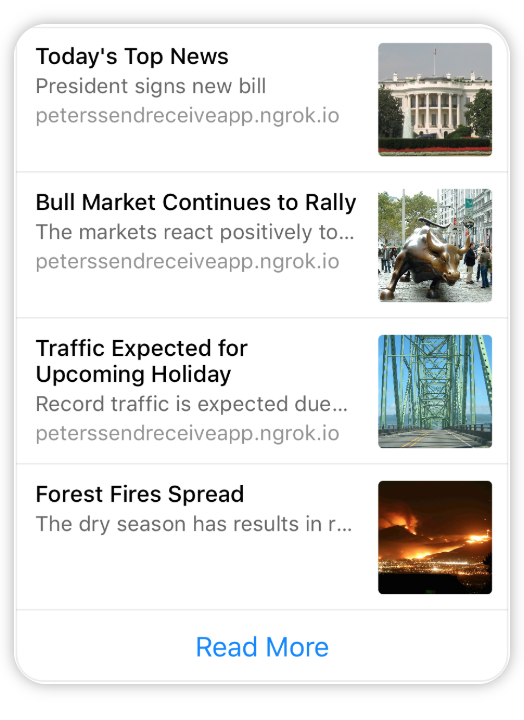 Today's Top News
President signs new bill
peterssendreceiveapp.ngrok.io
Bull Market Continues to Rally
The markets react positively to...
peterssendreceiveapp.ngrok.io
Traffic Expected for
Upcoming Holiday
Record traffic is expected due...
peterssendreceiveapp.ngrok.io
Forest Fires Spread
The dry season has results in r...
Read More